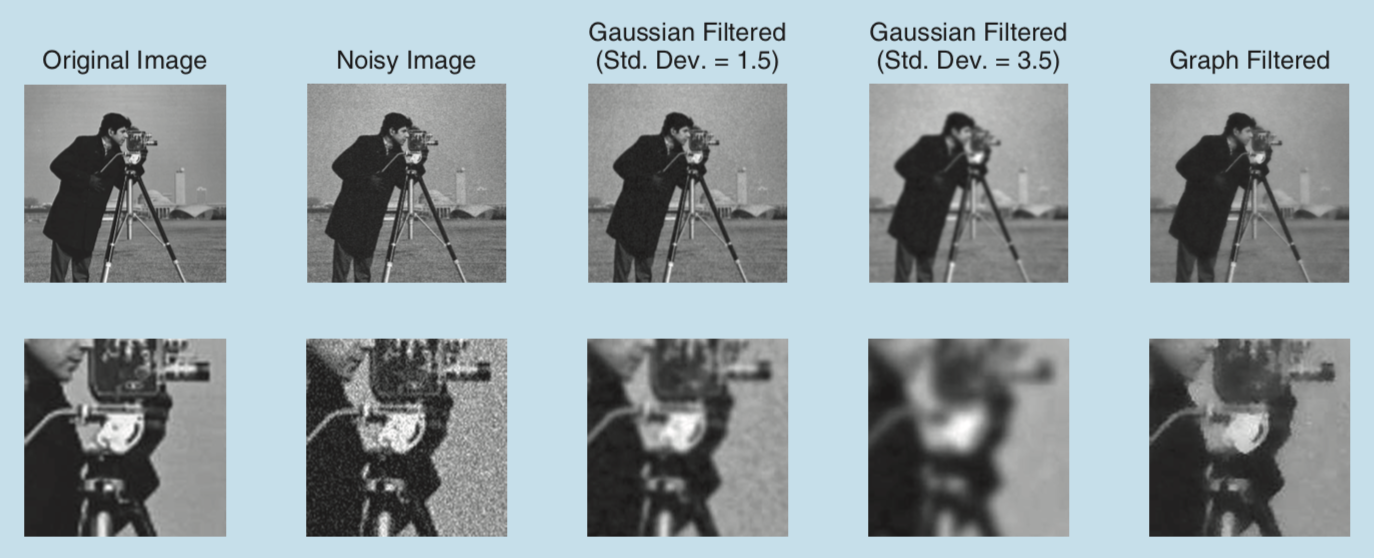 Original Image
Noisy Image
Gaussian Filtered
(Std. Dev. = 1.5)
Gaussian Filtered
(Std. Dev. = 3.5)
Graph Filtered